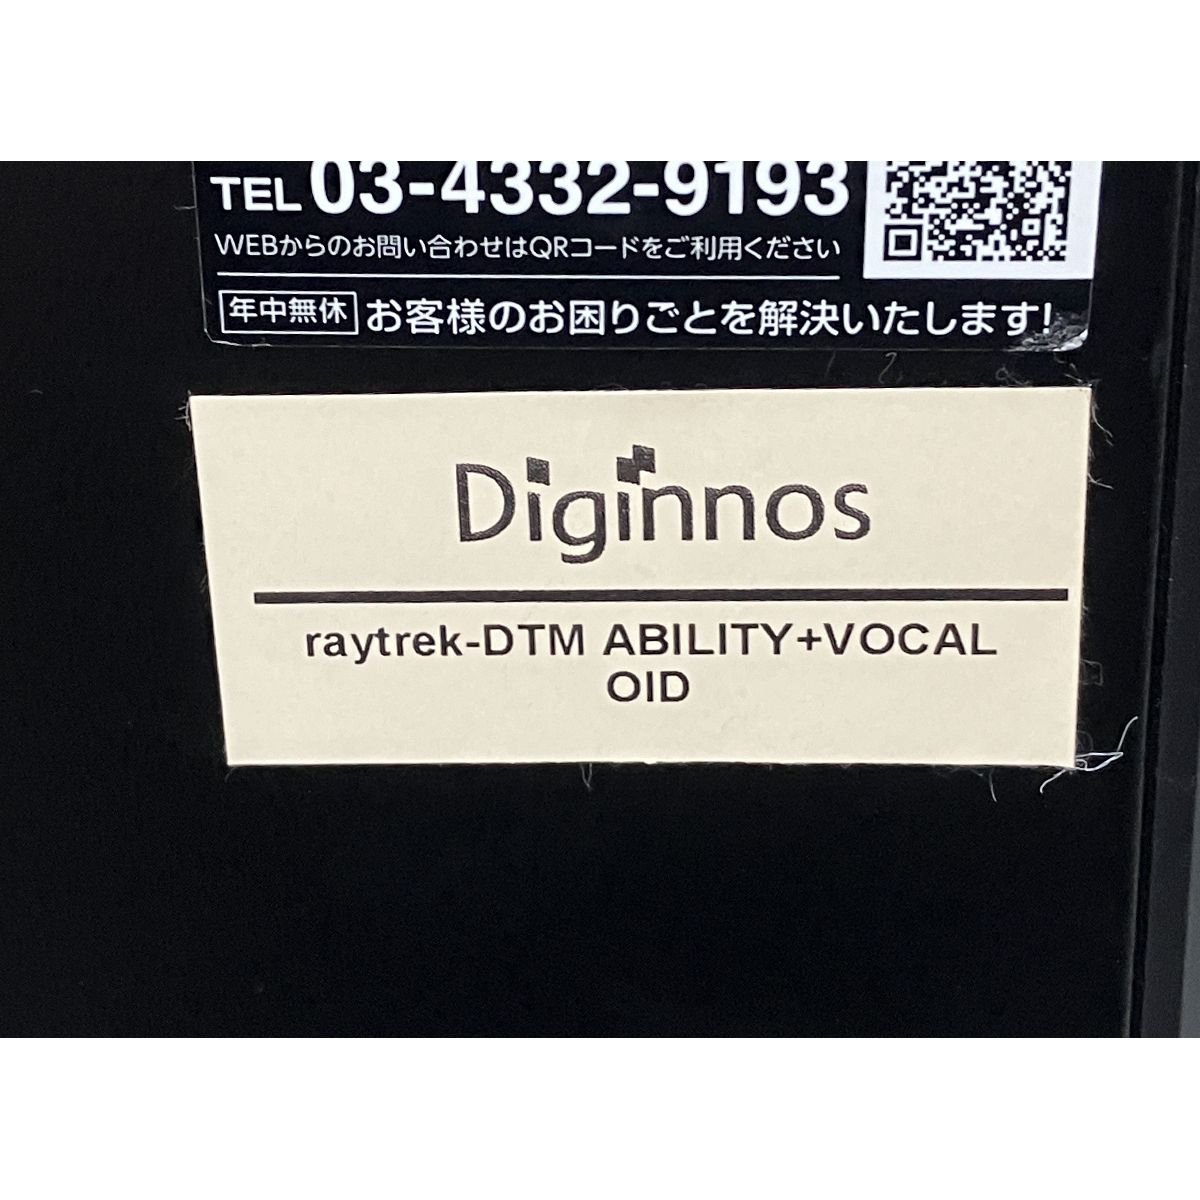 TEL 03-4332-9193
WEBからのお問い合わせはQRコードをご利用ください
年中無休 お客様のお困りごとを解決いたします!
Diginnos
raytrek-DTM ABILITY+VOCAL
OID